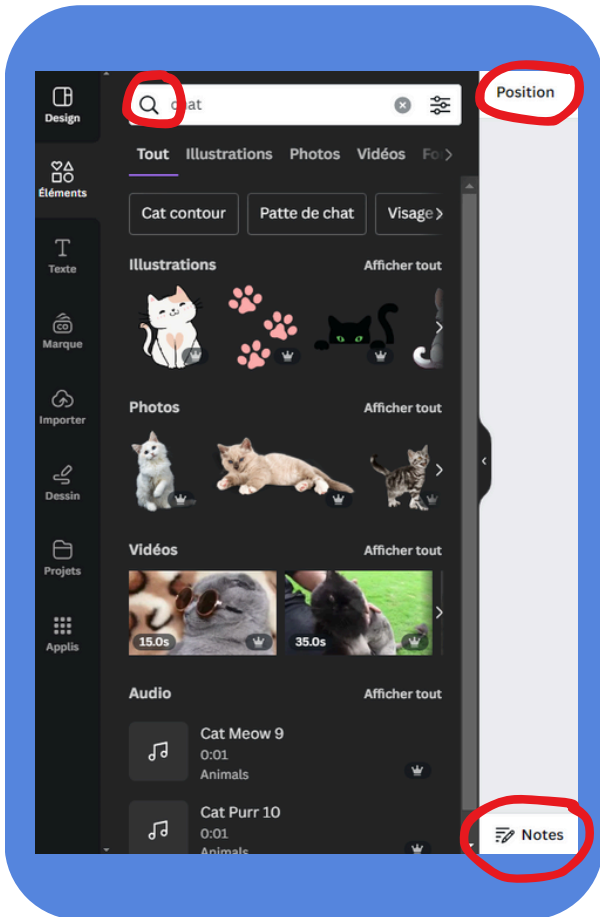 Design
Éléments
Texte
Marque
CO
Importer
Dessin
Projets
Applis
chat
Tout Illustrations Photos Vidéos Fo
Cat contour Patte de chat Visage
Illustrations Afficher tout
Photos Afficher tout
Vidéos Afficher tout
15.0s 35.0s
Audio Afficher tout
Cat Meow 9
0:01
Animals
Cat Purr 10
0:01
Animals
Position
Notes